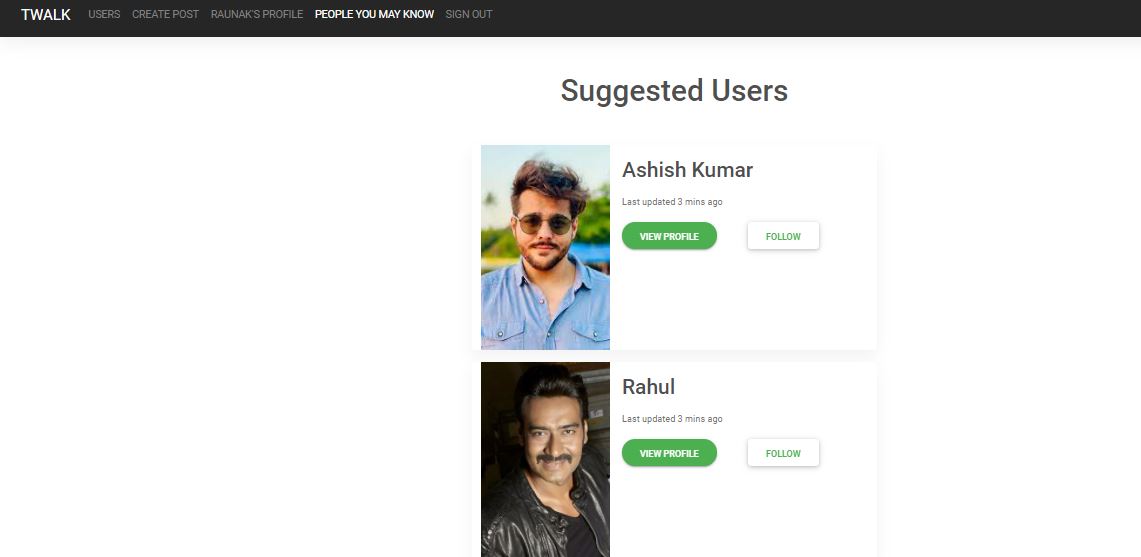 TWALK USERS CREATE POST RAUNAK'S PROFILE PEOPLE YOU MAY KNOW SIGN OUT
Suggested Users
Ashish Kumar
Last updated 3 mins ago
VIEW PROFILE FOLLOW
Rahul
Last updated 3 mins ago
VIEW PROFILE FOLLOW